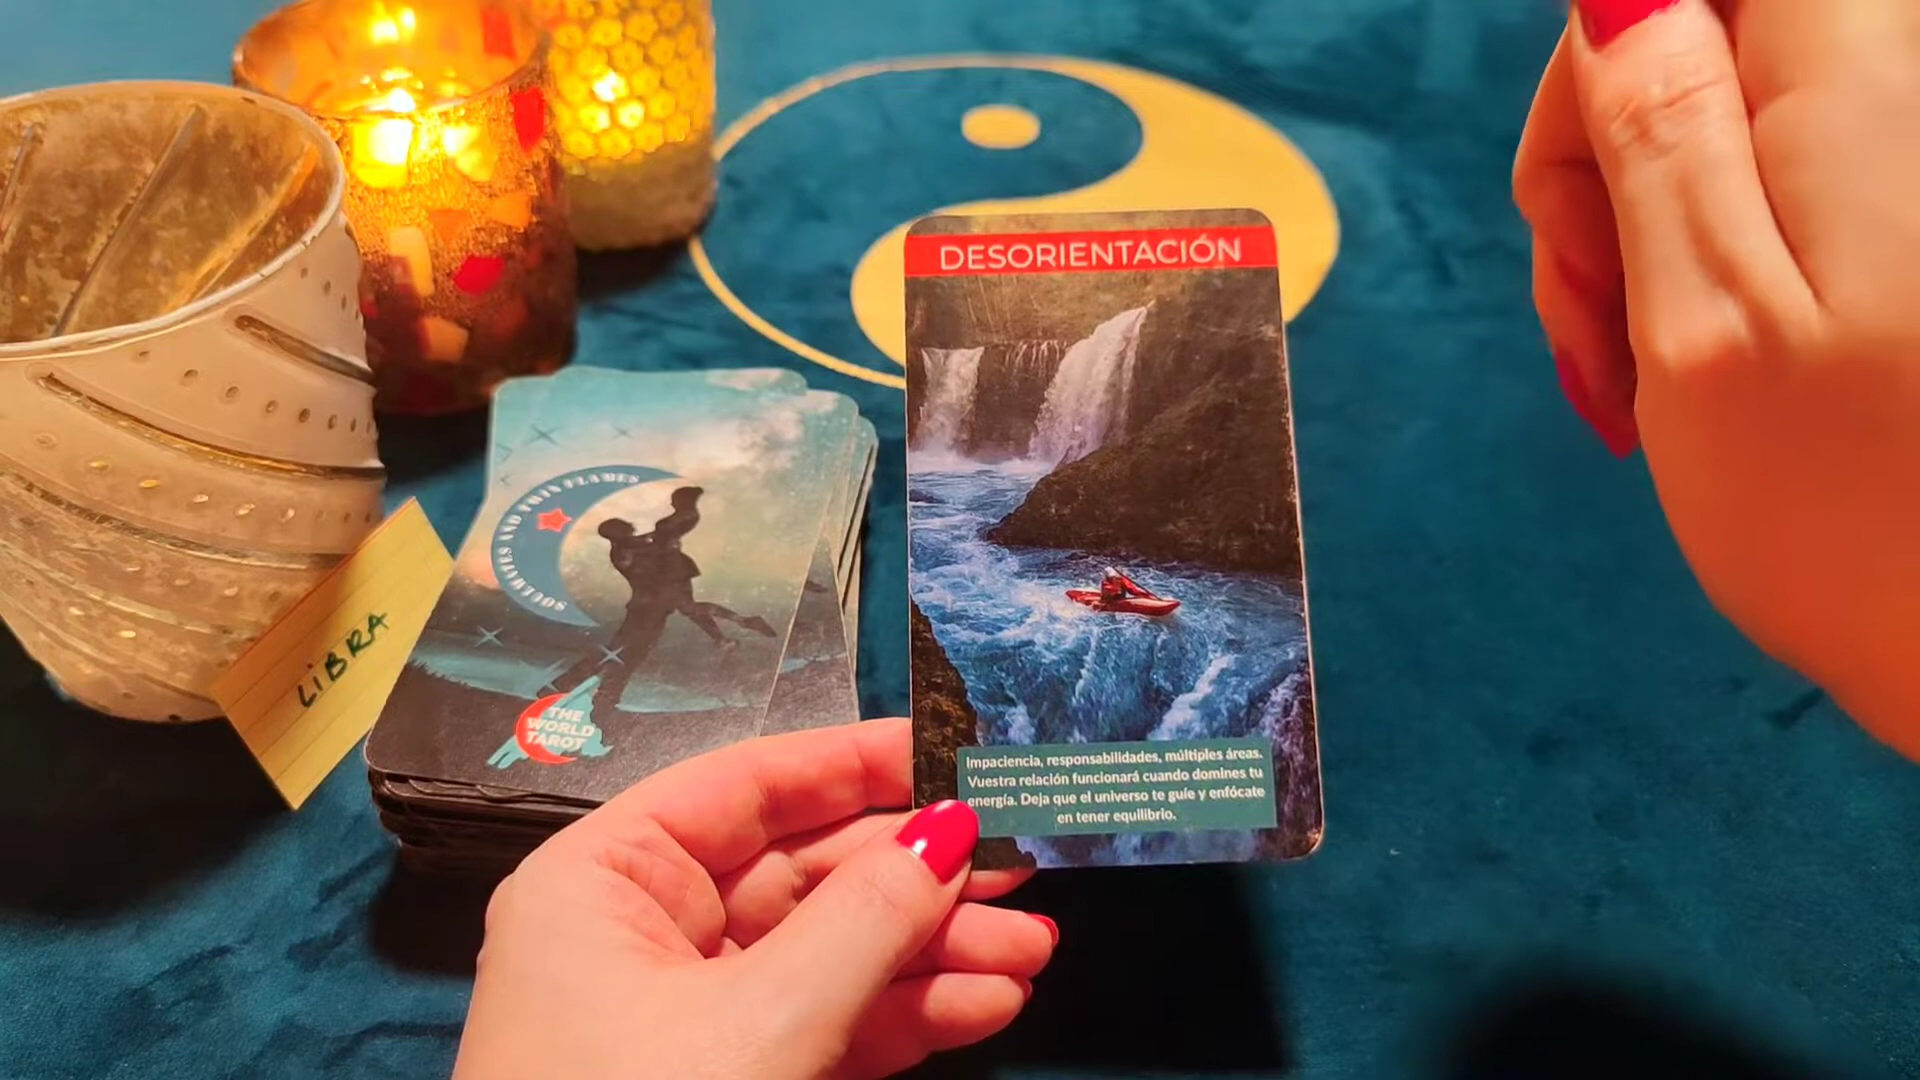 DESORIENTACIÓN
Impaciencia, responsabilidades, múltiples áreas.
Vuestra relación funcionará cuando domines tu
energía. Deja que el universo te guíe y enfócate
en tener equilibrio.
SOULMATES AND TWIN FLAMES
THE
WORLD
TAROT
LiBRA